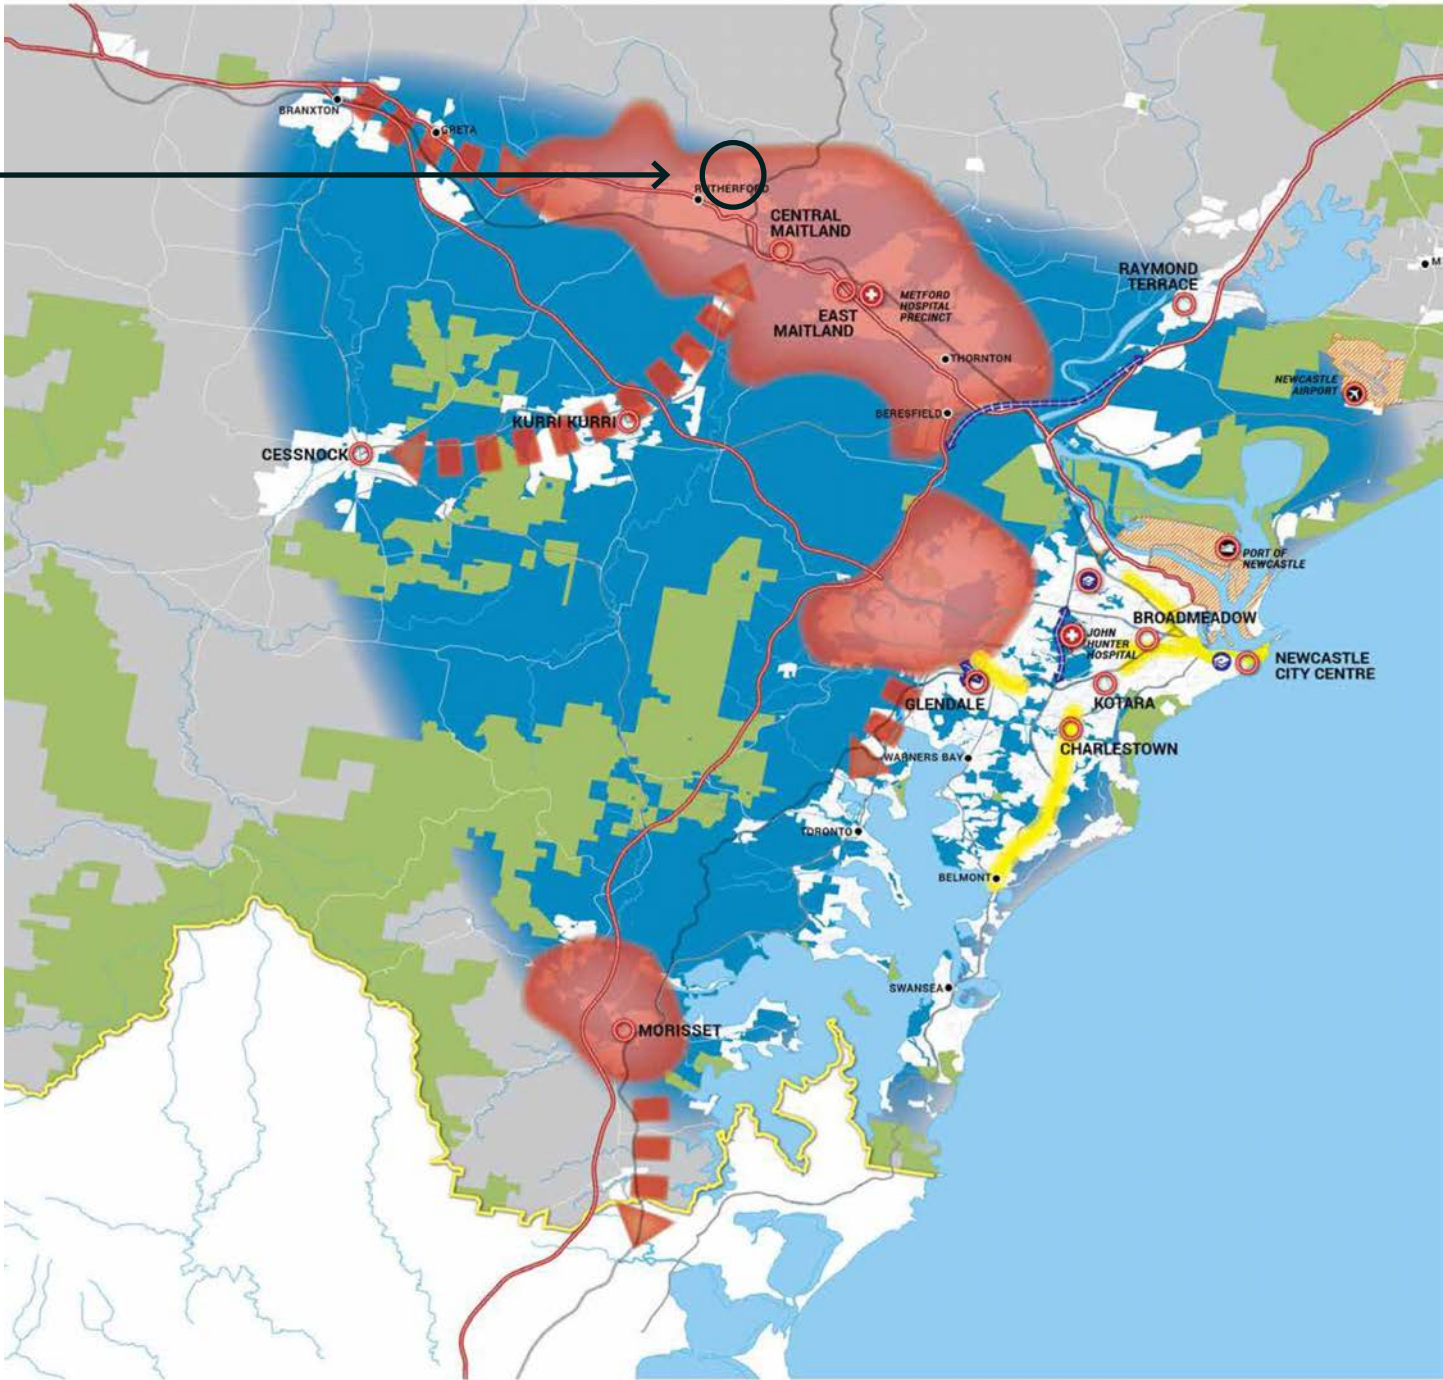 BRANXTON
GRETA
RUTHERFORD
CENTRAL
MAITLAND
RAYMOND
TERRACE
METFORD
HOSPITAL
PRECINCT
EAST
MAITLAND
THORNTON
NEWCASTLE
AIRPORT
BERESFIELD
KURRI KURRI
CESSNOCK
PORT OF
NEWCASTLE
BROADMEADOW
JOHN
HUNTER
HOSPITAL
NEWCASTLE
CITY CENTRE
GLENDALE
KOTARA
CHARLESTOWN
WARNERS BAY
TORONTO
BELMONT
SWANSEA
MORISSET